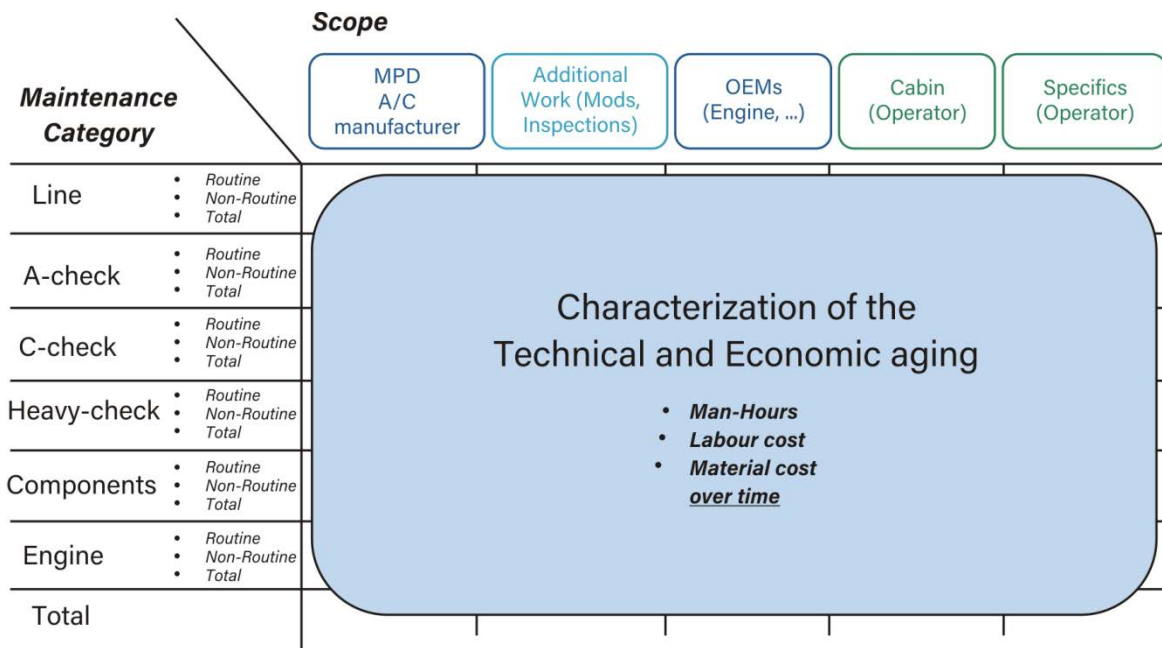 Scope
Maintenance
Category
MPD
A/C
manufacturer
Additional
Work (Mods,
Inspections)
OEMs
(Engine, ...)
Cabin
(Operator)
Specifics
(Operator)
Line
• Routine
• Non-Routine
• Total
A-check
• Routine
• Non-Routine
• Total
C-check
• Routine
• Non-Routine
• Total
Heavy-check
• Routine
• Non-Routine
• Total
Components
• Routine
• Non-Routine
• Total
Engine
• Routine
• Non-Routine
• Total
Total
Characterization of the
Technical and Economic aging
• Man-Hours
• Labour cost
• Material cost
over time